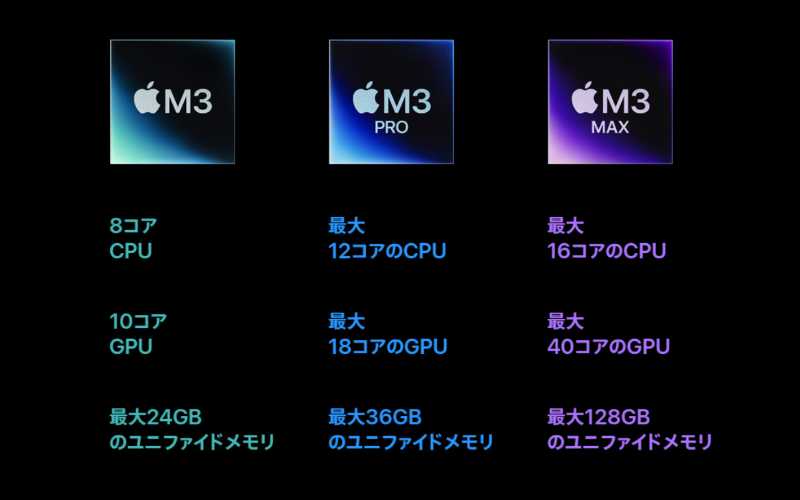 M3
M3
PRO
M3
MAX
8コア
CPU
最大
12コアのCPU
最大
16コアのCPU
10コア
GPU
最大
18コアのGPU
最大
40コアのGPU
最大24GB
のユニファイドメモリ
最大36GB
のユニファイドメモリ
最大128GB
のユニファイドメモリ